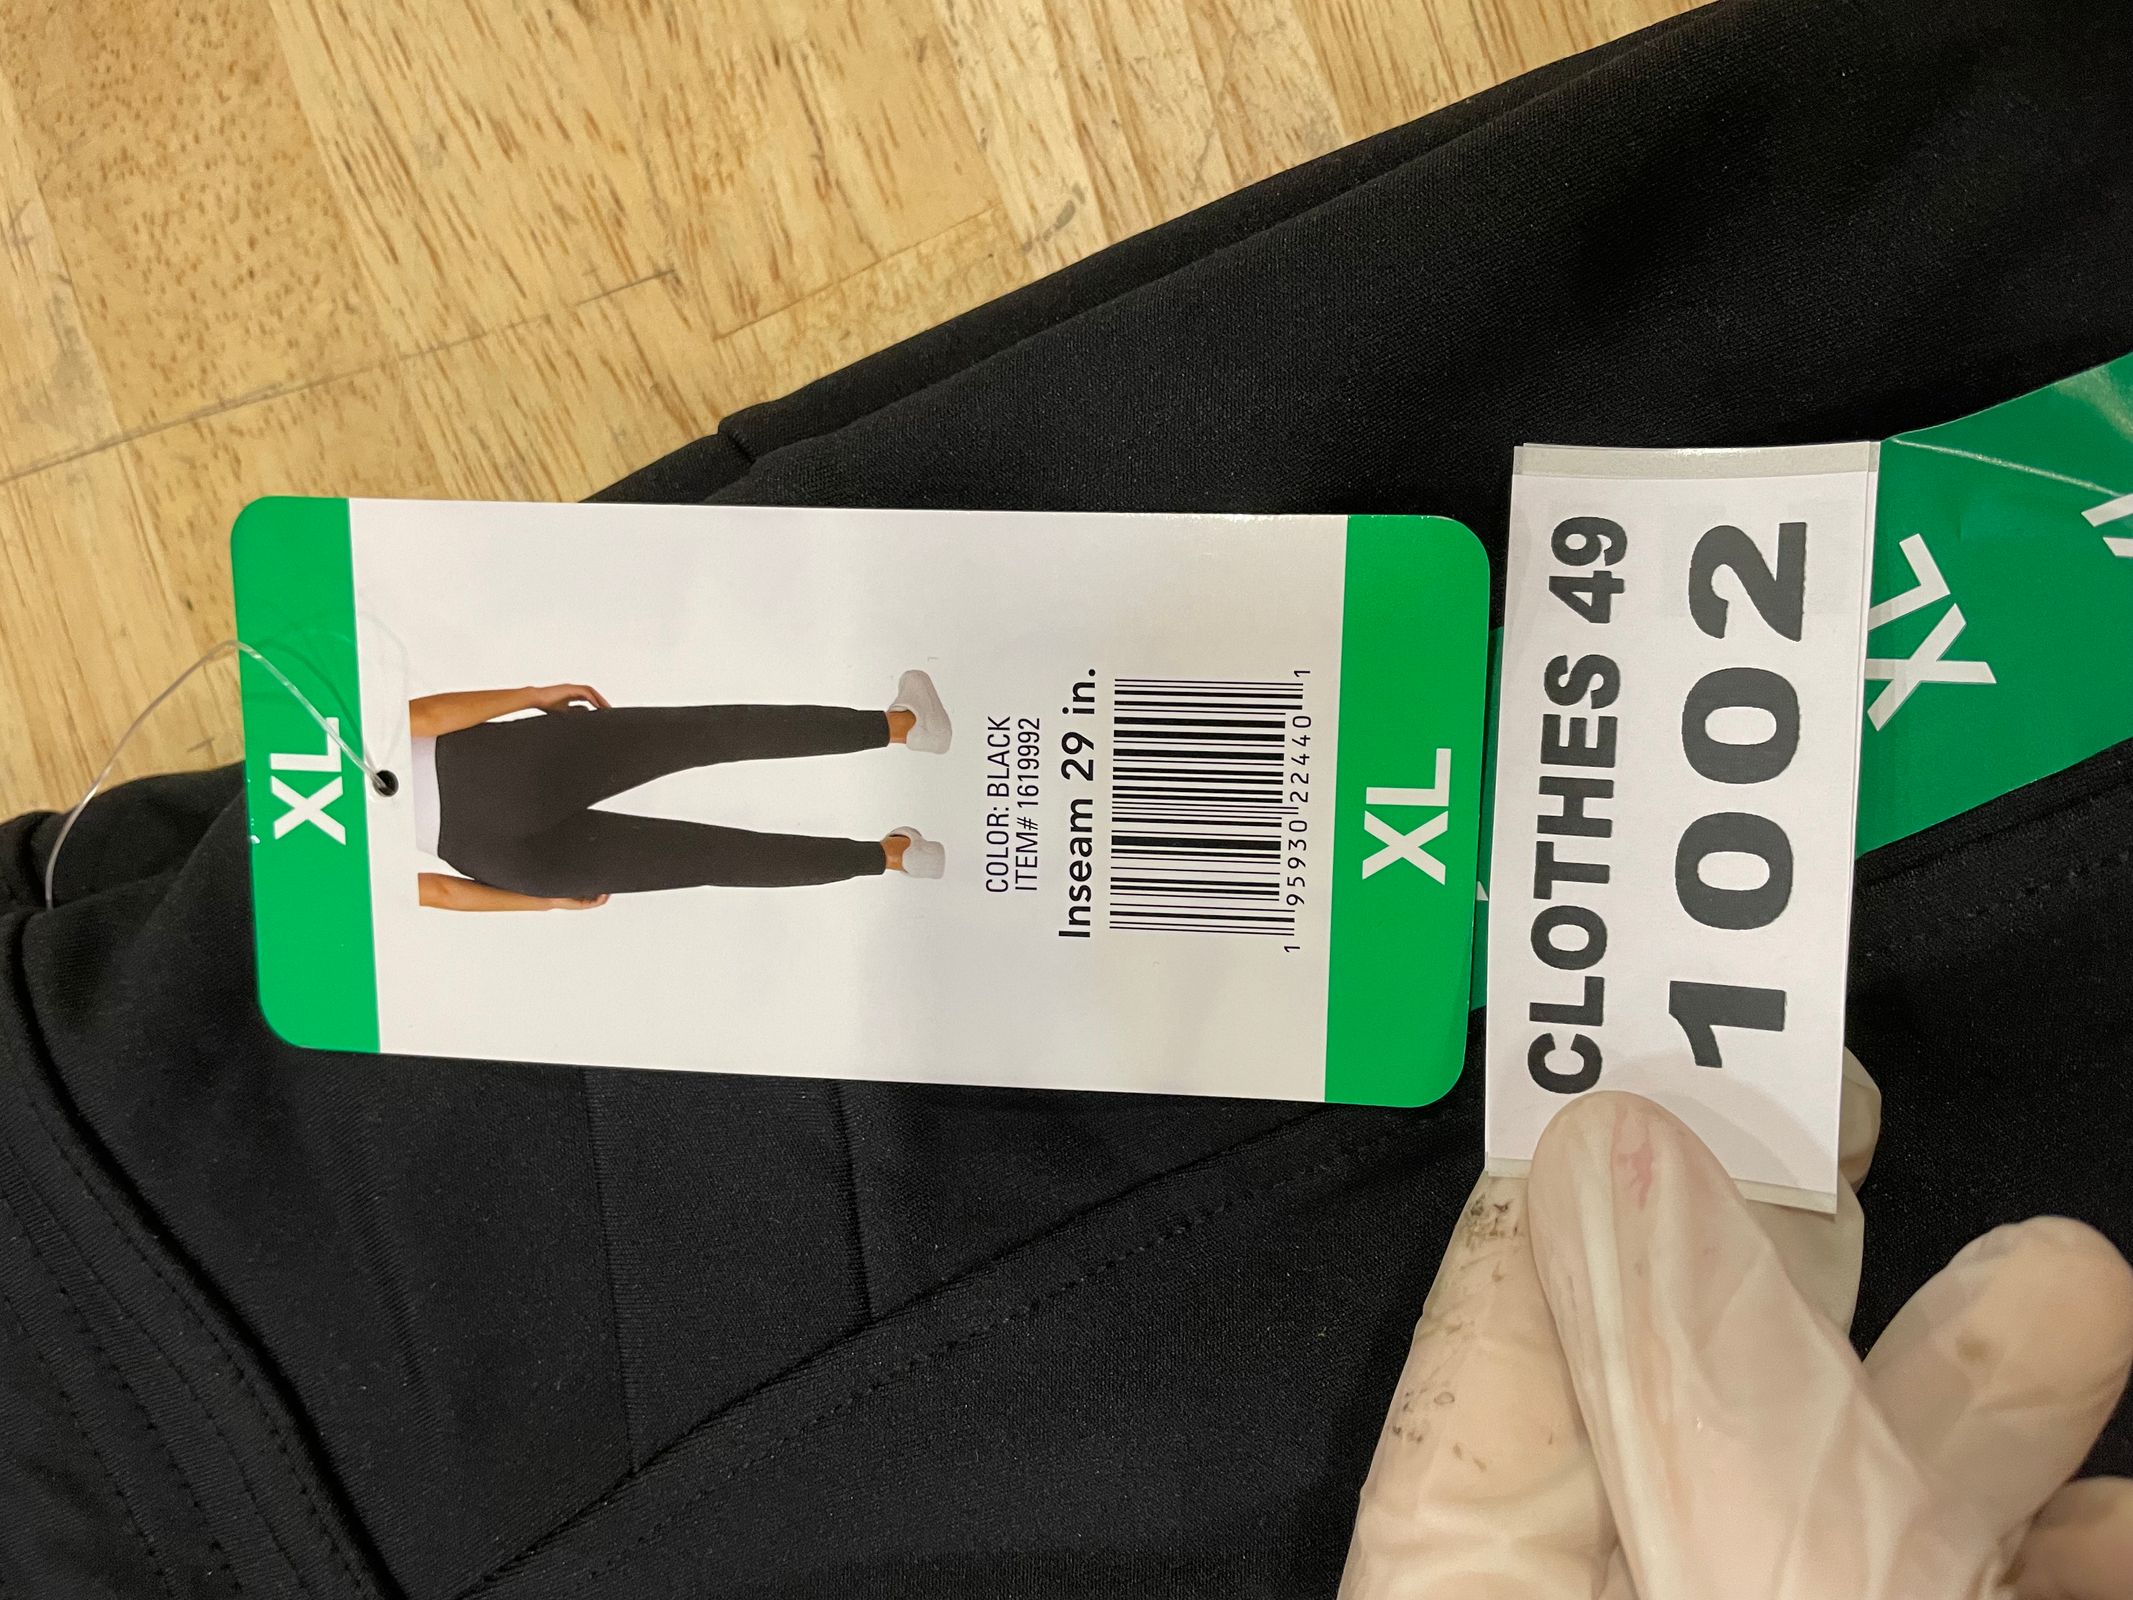 XL
COLOR: BLACK
ITEM# 1619992
Inseam 29 in.
1 95930 22440 1
XL
CLOTHES 49
1002
XL